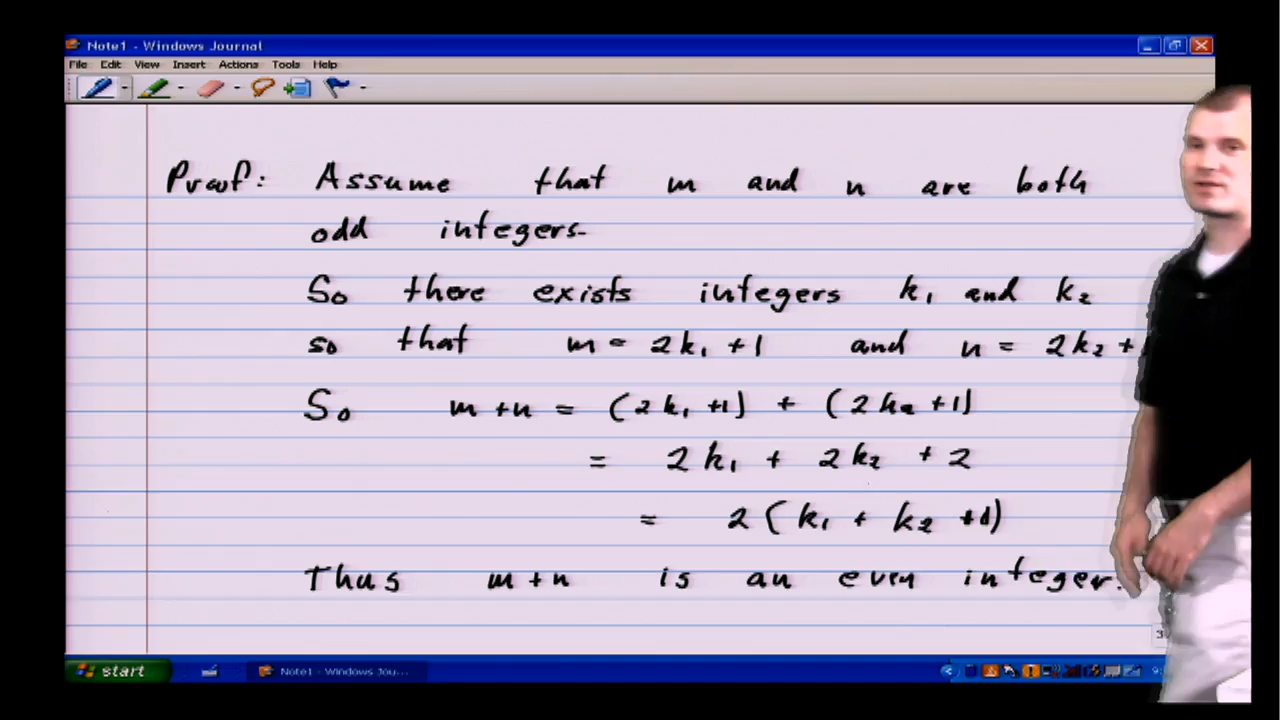 Note1 - Windows Journal
File Edit View Insert Actions Tools Help
Proof: Assume that m and n are both
odd integers.
So there exists integers k₁ and k₂
so that m = 2k₁ + 1 and n = 2k₂ +
So m + n = (2k₁ + 1) + (2k₂ + 1)
= 2k₁ + 2k₂ + 2
= 2(k₁ + k₂ + 1)
Thus m + n is an even integer.
start Note1 - Windows Jou...